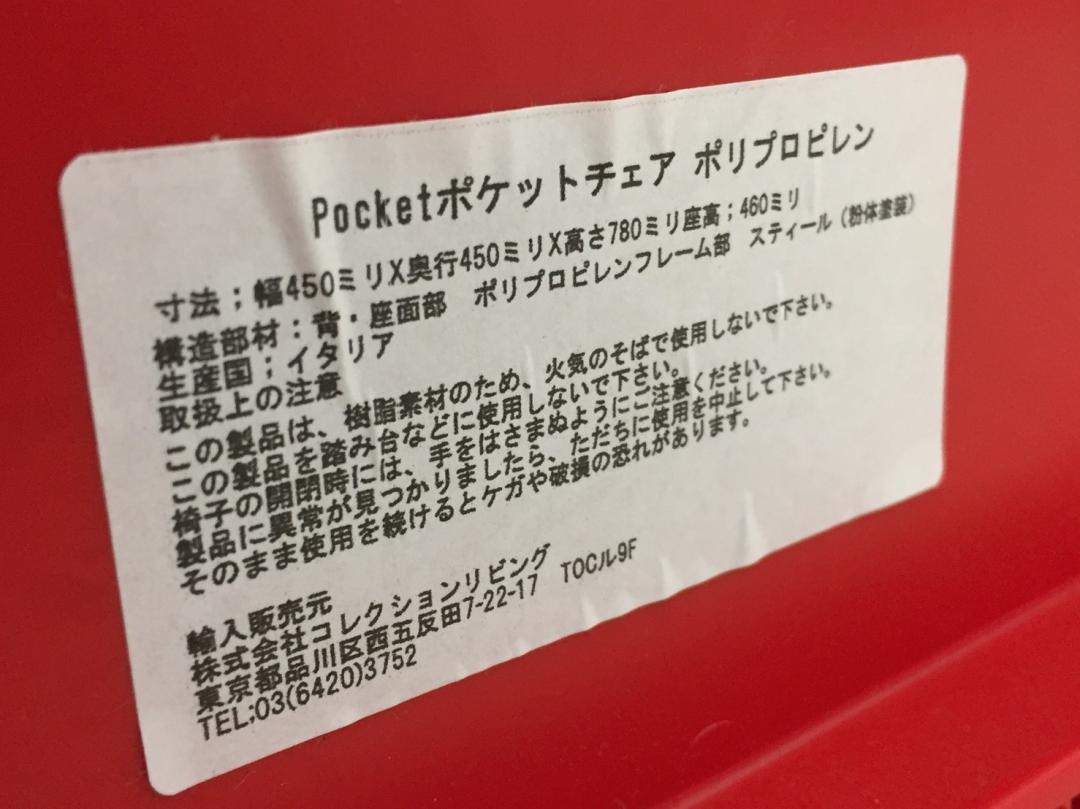 Pocketポケットチェア ポリプロピレン
寸法；幅450ミリX奥行450ミリX高さ780ミリ座高；460ミリ
構造部材：背・座面部　ポリプロピレンフレーム部　スティール（粉体塗装）
生産国；イタリア
取扱上の注意
この製品は、樹脂素材のため、火気のそばで使用しないで下さい。
この製品を踏み台などに使用しないで下さい。
椅子の開閉時には、手をはさまぬようにご注意ください。
製品に異常が見つかりましたら、ただちに使用を中止して下さい。
そのまま使用を続けるとケガや破損の恐れがあります。
輸入販売元
株式会社コレクションリビング
東京都品川区西五反田7-22-17　TOCル9F
TEL;03(6420)3752